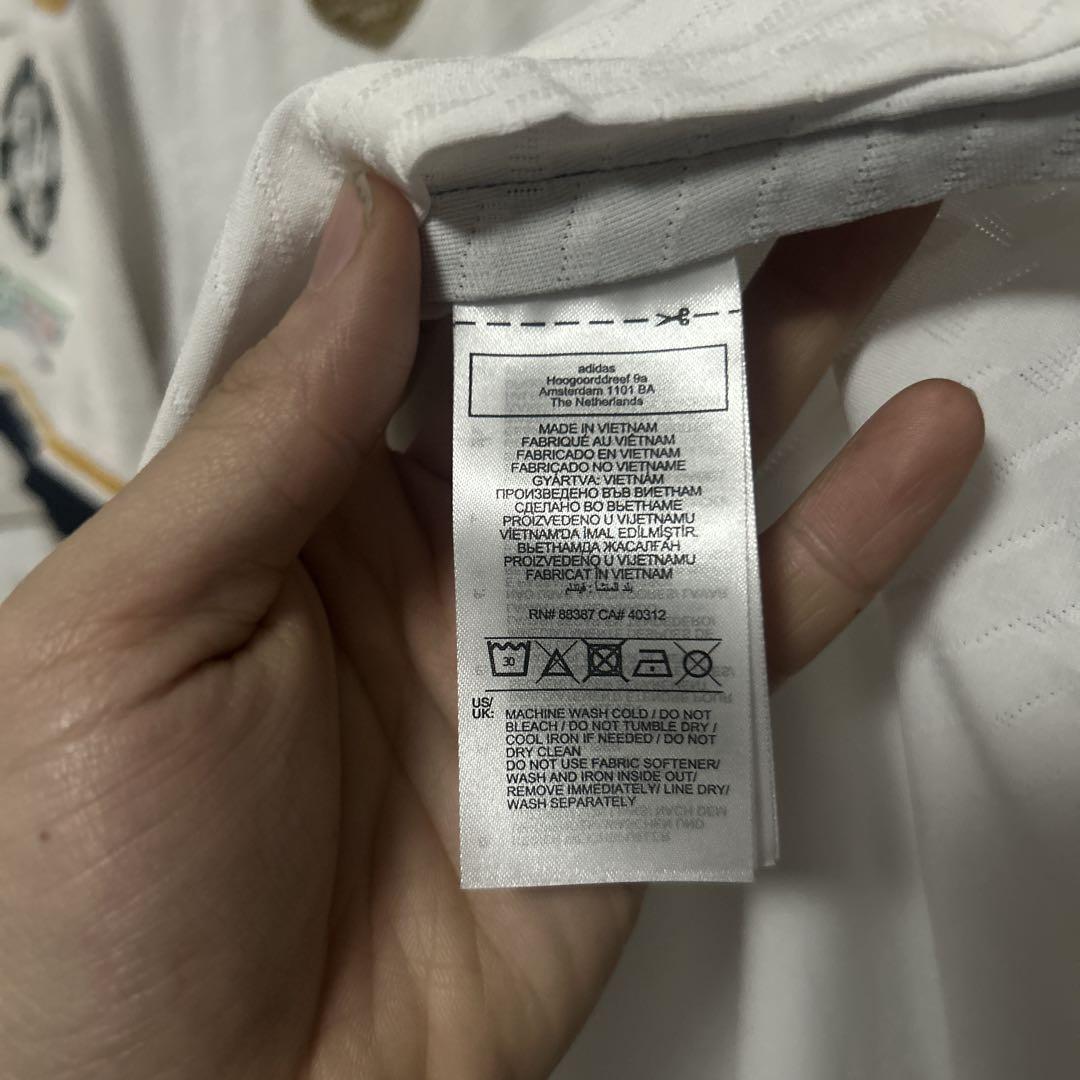 adidas
Hoogoorddreef 9a
Amsterdam 1101 BA
The Netherlands
MADE IN VIETNAM
FABRIQUÉ AU VIÊTNAM
FABRICADO EN VIETNAM
FABRICADO NO VIETNAME
GYÁRTVA: VIETNÁM
ПРОИЗВЕДЕНО ВЪВ ВИЕТНАМ
СДЕЛАНО ВО ВЬЕТНАМЕ
PROIZVEDENO U VIJETNAMU
VİETNAM'DA İMAL EDİLMİŞTİR.
ВЬЕТНАМДА ЖАСАЛҒАН
PROIZVEDENO U VIJETNAMU
FABRICAT ÎN VIETNAM
بلد المنشأ : فيتنام
RN# 88387 CA# 40312
30
US/
UK:
MACHINE WASH COLD / DO NOT
BLEACH / DO NOT TUMBLE DRY /
COOL IRON IF NEEDED / DO NOT
DRY CLEAN
DO NOT USE FABRIC SOFTENER/
WASH AND IRON INSIDE OUT/
REMOVE IMMEDIATELY/ LINE DRY/
WASH SEPARATELY